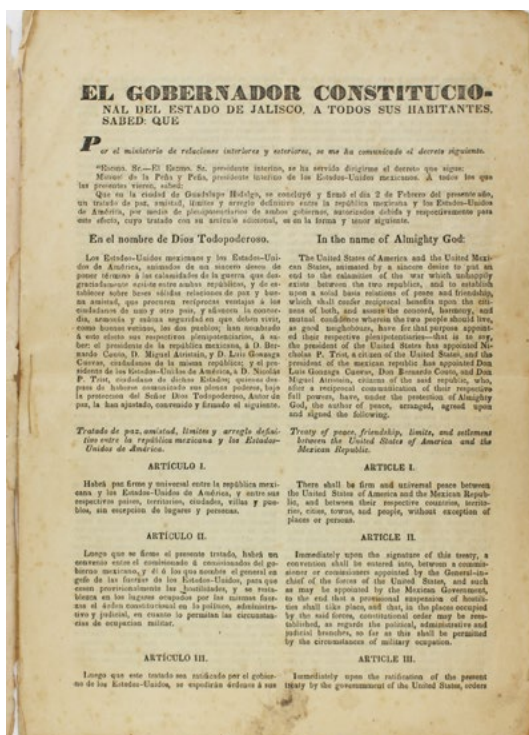 EL GOBERNADOR CONSTITUCIO-
NAL DEL ESTADO DE JALISCO, A TODOS SUS HABITANTES,
SABED: QUE
Por el ministerio de relaciones interiores y esteriores, se me ha comunicado el decreto siguiente.
"Escmo. Sr.—El Escmo. Sr. presidente interino, se ha servido dirigirme el decreto que sigue:
Manuel de la Peña y Peña, presidente interino de los Estados-Unidos mexicanos. A todos los que
las presentes vieren, sabed:
Que en la ciudad de Guadalupe Hidalgo, se concluyó y firmó el dia 2 de Febrero del presente año,
un tratado de paz, amistad, límites y arreglo definitivo entre la república mexicana y los Estados-Unidos
de América, por medio de plenipotenciarios de ambos gobiernos, autorizados debida y respectivamente para
este efecto, cuyo tratado con su artículo adicional, es en la forma y tenor siguiente.
En el nombre de Dios Todopoderoso.
Los Estados-Unidos mexicanos y los Estados-Uni-
dos de América, animados de un sincero deseo de
poner término á las calamidades de la guerra que des-
graciadamente existe entre ambas repúblicas, y de es-
tablecer sobre bases sólidas relaciones de paz y bue-
na amistad, que procuren recíprocas ventajas á los
ciudadanos de uno y otro pais, y afiancen la concor-
dia, armonía y mútua seguridad en que deben vivir,
como buenos vecinos, los dos pueblos; han nombrado
á este efecto sus respectivos plenipotenciarios, á sa-
ber: el presidente de la república mexicana, á D. Ber-
nardo Couto, D. Miguel Atristain, y D. Luis Gonzaga
Cuevas, ciudadanos de la misma república; y el pre-
sidente de los Estados-Unidos de América, á D. Nicolás
P. Trist, ciudadano de dichos Estados; quienes des-
pues de haberse comunicado sus plenos poderes, bajo
la proteccion del Señor Dios Todopoderoso, Autor de
paz, la han ajustado, convenido y firmado el siguiente.
Tratado de paz, amistad, límites y arreglo defini-
tivo entre la república mexicana y los Estados-
Unidos de América.
ARTÍCULO I.
Habrá paz firme y universal entre la república mexi-
cana y los Estados-Unidos de América, y entre sus
respectivos paises, territorios, ciudades, villas y pue-
blos, sin escepcion de lugares y personas.
ARTÍCULO II.
Luego que se firme el presente tratado, habrá un
convenio entre el comisionado ó comisionados del go-
bierno mexicano, y él ó los que nombre el general en
gefe de las fuerzas de los Estados-Unidos, para que
cesen provisionalmente las hostilidades, y se resta-
blezca en los lugares ocupados por las mismas fuer-
zas el órden constitucional en lo político, administra-
tivo y judicial, en cuanto lo permitan las circunstan-
cias de ocupacion militar.
ARTÍCULO III.
Luego que este tratado sea ratificado por el gobier-
no de los Estados-Unidos, se espedirán órdenes á sus
In the name of Almighty God:
The United States of America and the United Mexi-
can States, animated by a sincere desire to put an
end to the calamities of the war which unhappily
exists between the two republics, and to establish
upon a solid basis relations of peace and friendship,
which shall confer reciprocal benefits upon the citi-
zens of both, and assure the concord, harmony, and
mutual confidence wherein the two people should live,
as good neighbours, have for that purpose appoint-
ed their respective plenipotentiaries—that is to say,
the president of the United States has appointed Ni-
cholas P. Trist, a citizen of the United States, and the
president of the mexican republic has appointed Don
Luis Gonzaga Cuevas, Don Bernardo Couto, and Don
Miguel Atristain, citizens of the said republic, who,
after a reciprocal communication of their respective
full powers, have, under the protection of Almighty
God, the author of peace, arranged, agreed upon
and signed the following.
Treaty of peace, friendship, limits, and settlement
between the United States of America and the
Mexican Republic.
ARTICLE I.
There shall be firm and universal peace between
the United States of America and the Mexican Repub-
lic, and between their respective countries, territo-
ries, cities, towns, and people, without exception of
places or persons.
ARTICLE II.
Immediately upon the signature of this treaty, a
convention shall be entered into, between a commis-
sioner or commissioners appointed by the General-in-
chief of the forces of the United States, and such
as may be appointed by the Mexican Government,
to the end that a provisional suspension of hostili-
ties shall take place, and that, in the places occupied
by the said forces, constitutional order may be rees-
tablished, as regards the political, administrative and
judicial branches, so far as this shall be permitted
by the circumstances of military ocupation.
ARTICLE III.
Immediately upon the ratification of the present
treaty by the government of the United States, orders